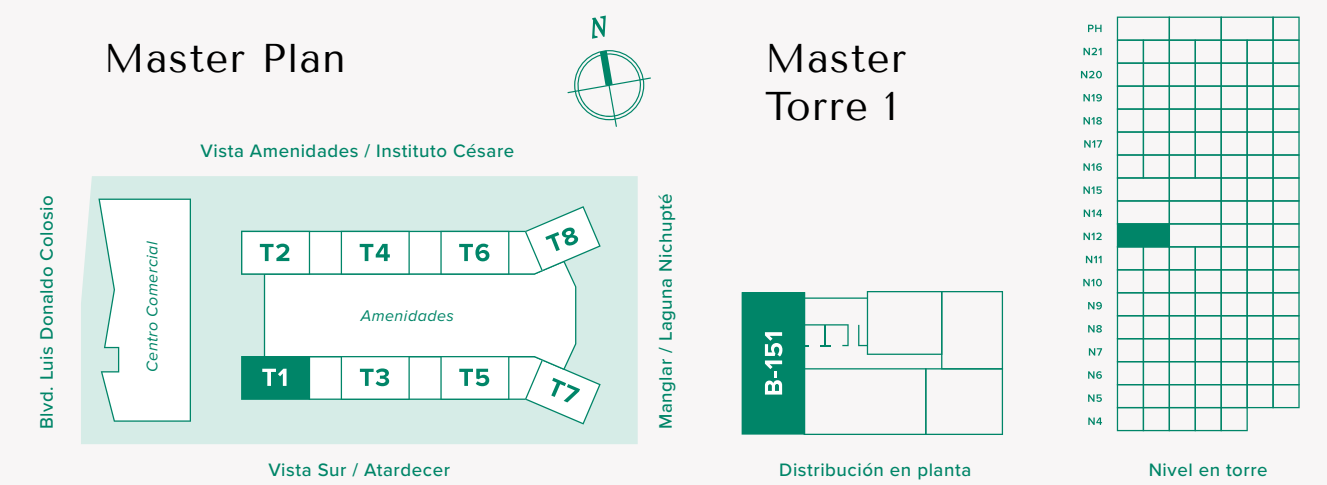 Master Plan
N
Vista Amenidades / Instituto Césare
Blvd. Luis Donaldo Colosio
Centro Comercial
T2
T4
T6
T8
Amenidades
T1
T3
T5
T7
Manglar / Laguna Nichupté
Vista Sur / Atardecer
Master
Torre 1
B-151
Distribución en planta
PH
N21
N20
N19
N18
N17
N16
N15
N14
N12
N11
N10
N9
N8
N7
N6
N5
N4
Nivel en torre